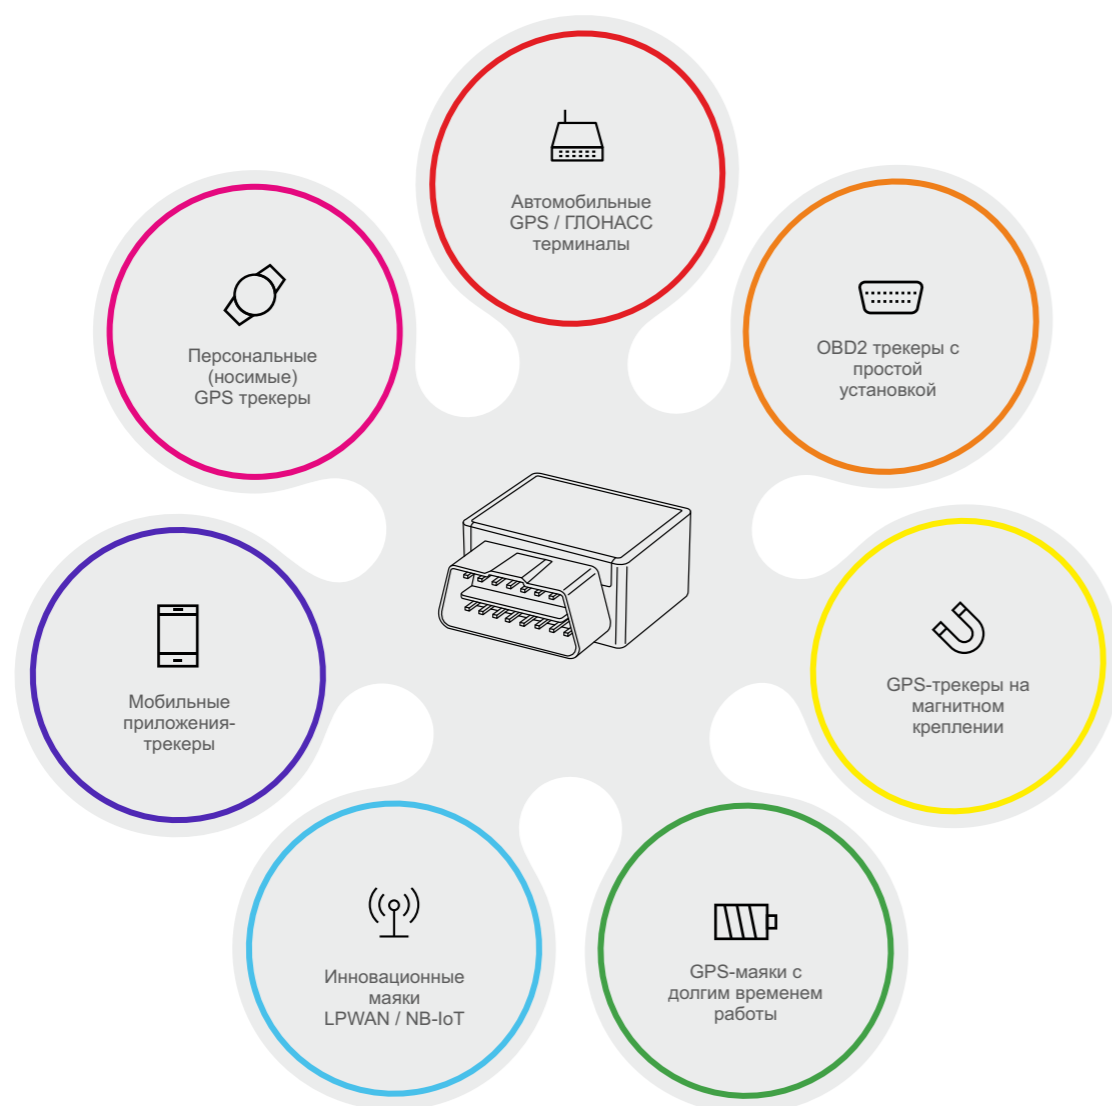 Автомобильные
GPS / ГЛОНАСС
терминалы
OBD2 трекеры с
простой
установкой
GPS-трекеры на
магнитном
креплении
GPS-маяки с
долгим временем
работы
Инновационные
маяки
LPWAN / NB-IoT
Мобильные
приложения-
трекеры
Персональные
(носимые)
GPS трекеры